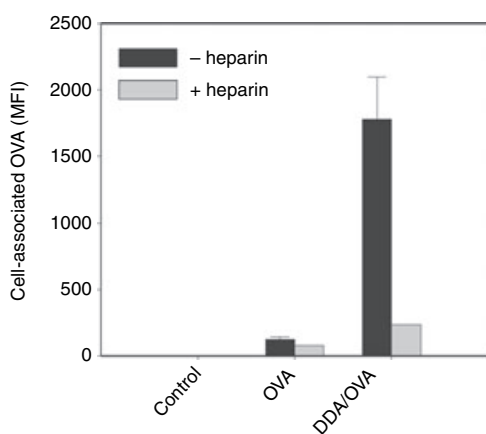 2500
2000
1500
1000
500
0
Cell-associated OVA (MFI)
– heparin
+ heparin
Control
OVA
DDA/OVA